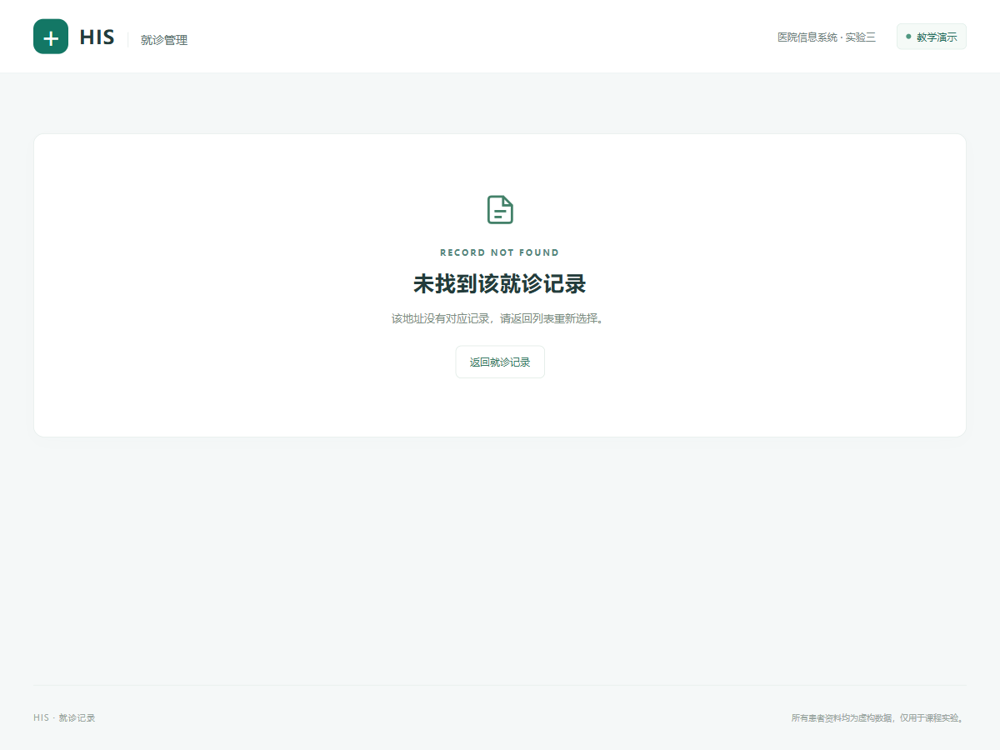 + HIS 就诊管理 医院信息系统 · 实验三 教学演示
RECORD NOT FOUND
未找到该就诊记录
该地址没有对应记录，请返回列表重新选择。
返回就诊记录
HIS · 就诊记录 所有患者资料均为虚构数据，仅用于课程实验。